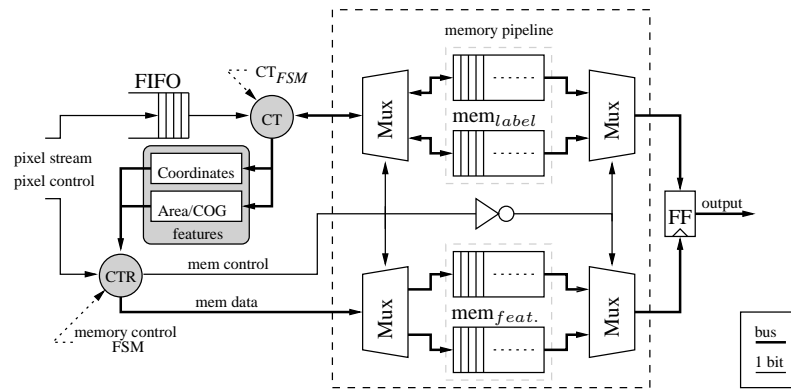 memory pipeline
CT_FSM
FIFO
CT
Mux
......
Mux
mem_label
......
pixel stream
pixel control
Coordinates
Area/COG
features
FF
output
CTR
mem control
mem data
Mux
......
Mux
mem_feat.
......
memory control
FSM
bus
1 bit